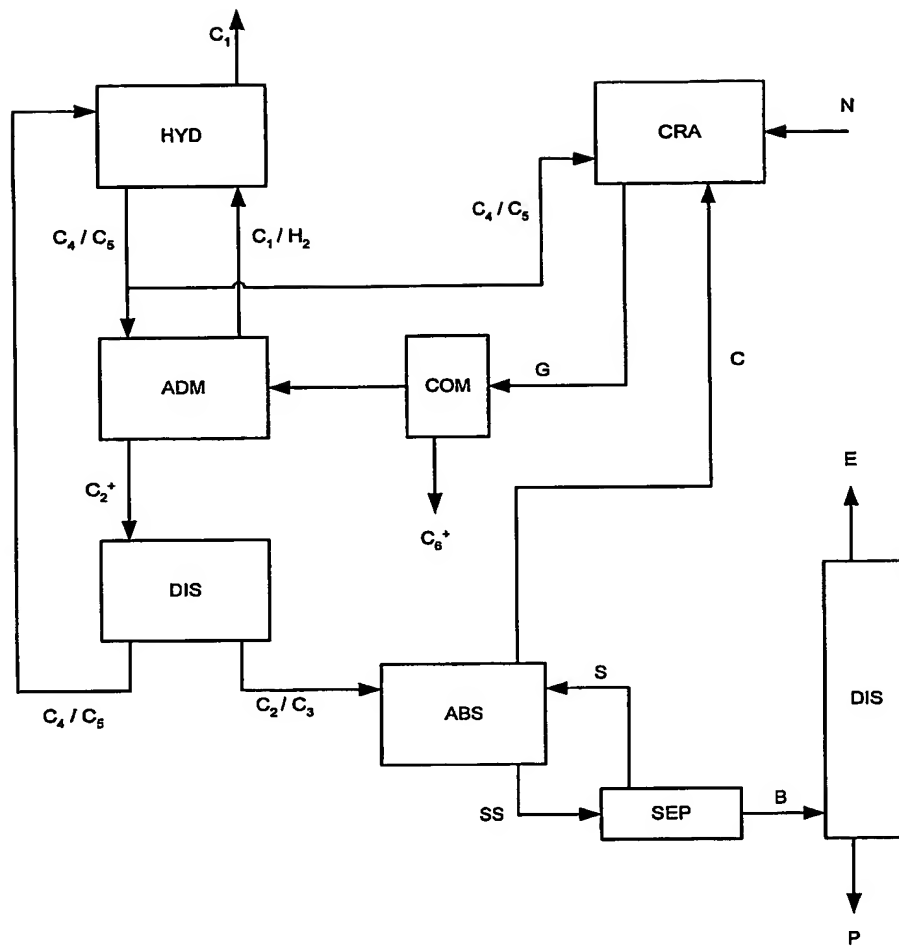 C₁
HYD
CRA
N
C₄ / C₅
C₁ / H₂
C₄ / C₅
ADM
COM
G
C
C₂⁺
C₆⁺
E
DIS
C₄ / C₅
C₂ / C₃
ABS
S
DIS
SS
SEP
B
P